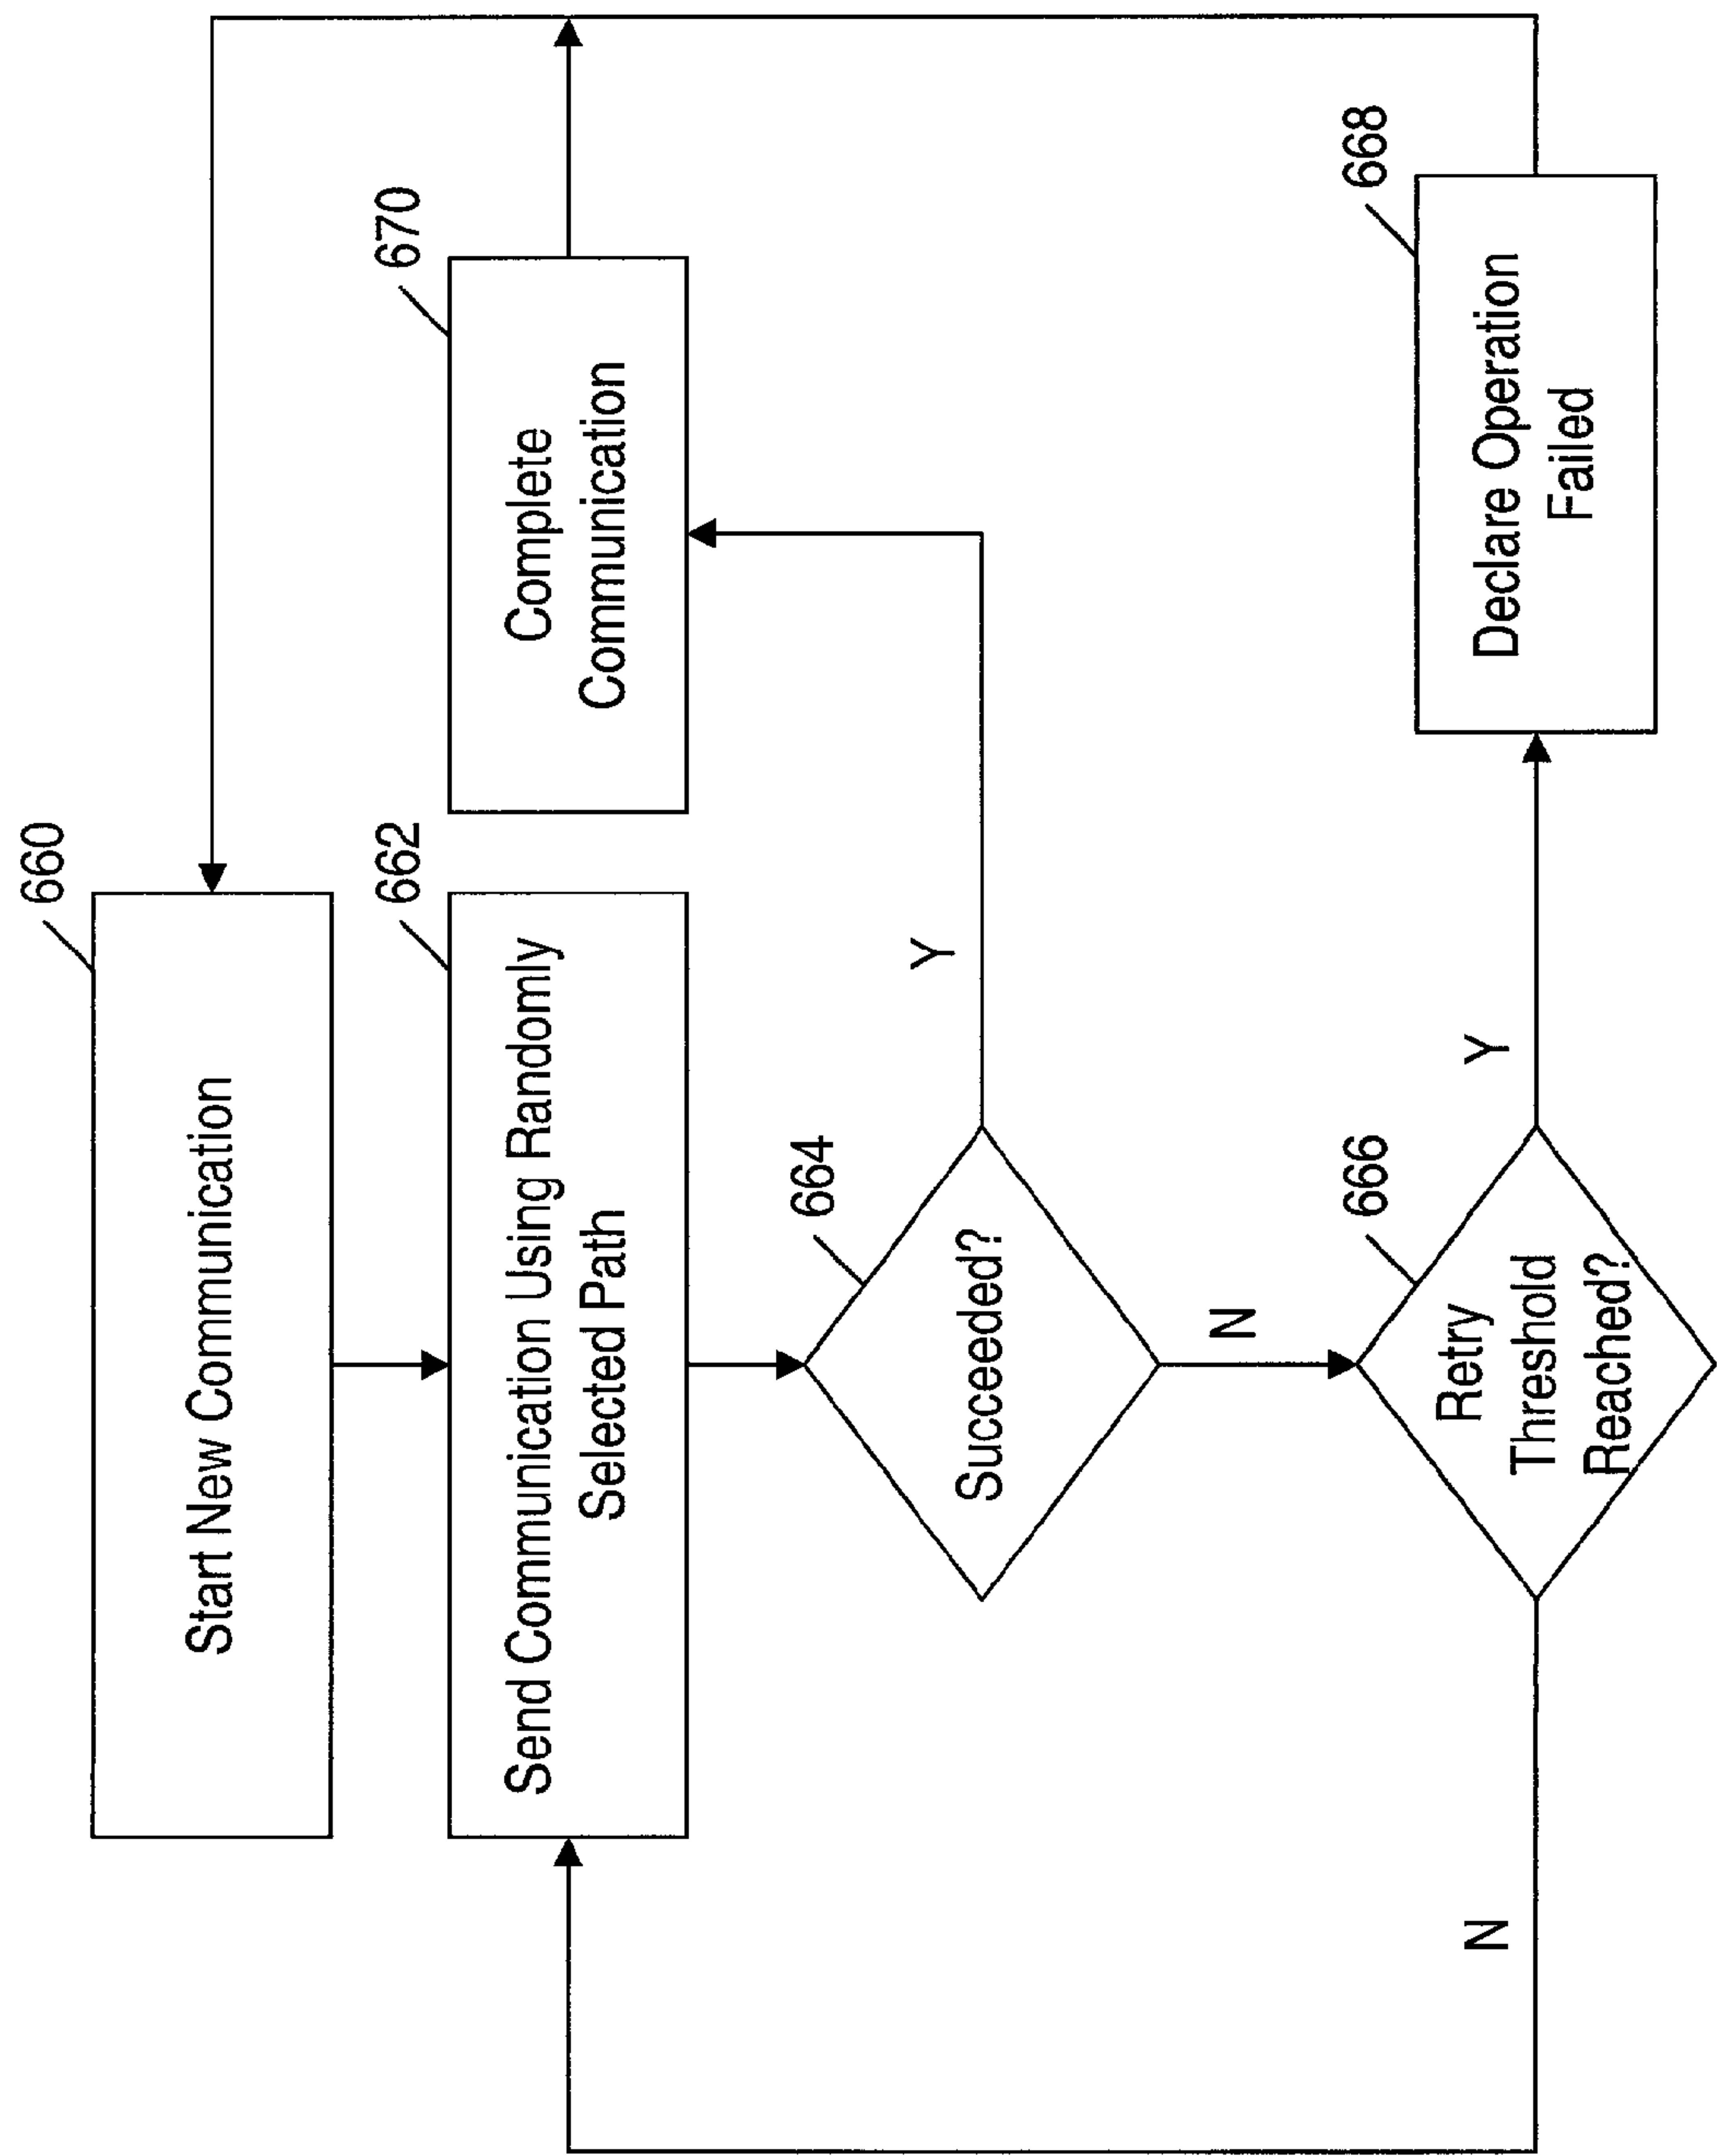 660
Start New Communication
662
Send Communication Using Randomly
Selected Path
664
Succeeded?
Y
N
670
Complete
Communication
666
Retry
Threshold
Reached?
Y
N
668
Declare Operation
Failed